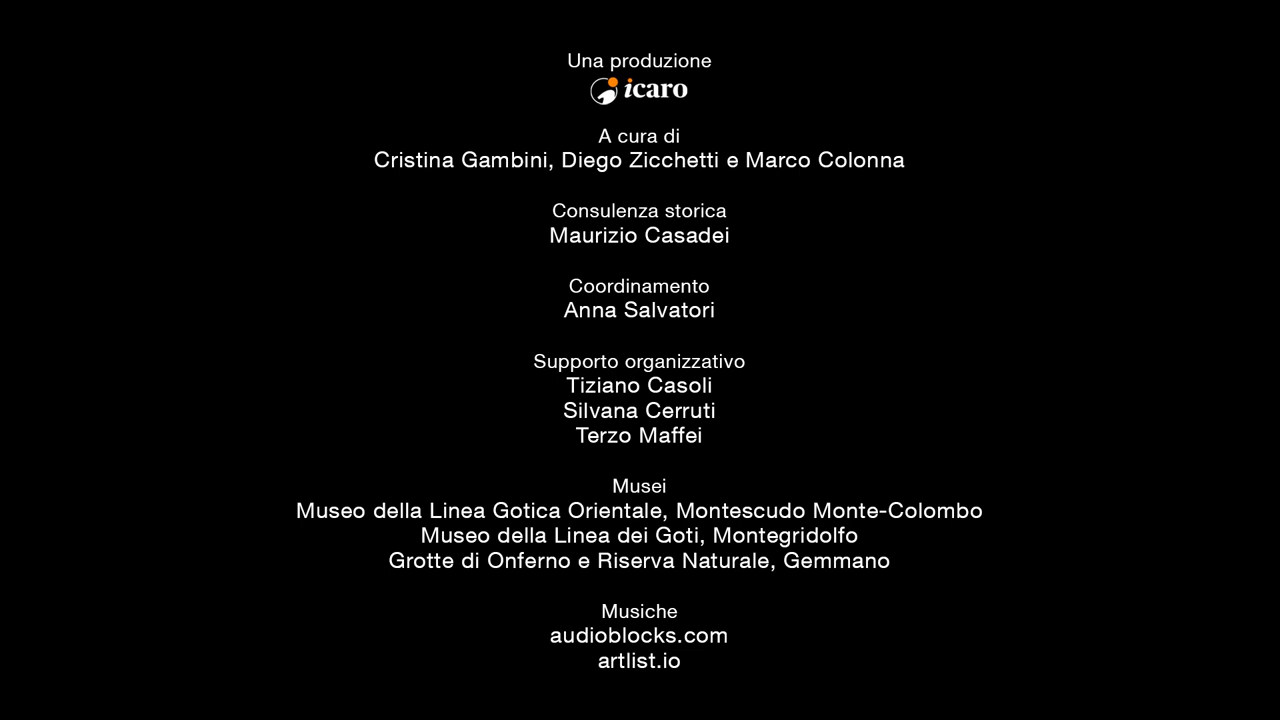 Una produzione
icaro
A cura di
Cristina Gambini, Diego Zicchetti e Marco Colonna
Consulenza storica
Maurizio Casadei
Coordinamento
Anna Salvatori
Supporto organizzativo
Tiziano Casoli
Silvana Cerruti
Terzo Maffei
Musei
Museo della Linea Gotica Orientale, Montescudo Monte-Colombo
Museo della Linea dei Goti, Montegridolfo
Grotte di Onferno e Riserva Naturale, Gemmano
Musiche
audioblocks.com
artlist.io